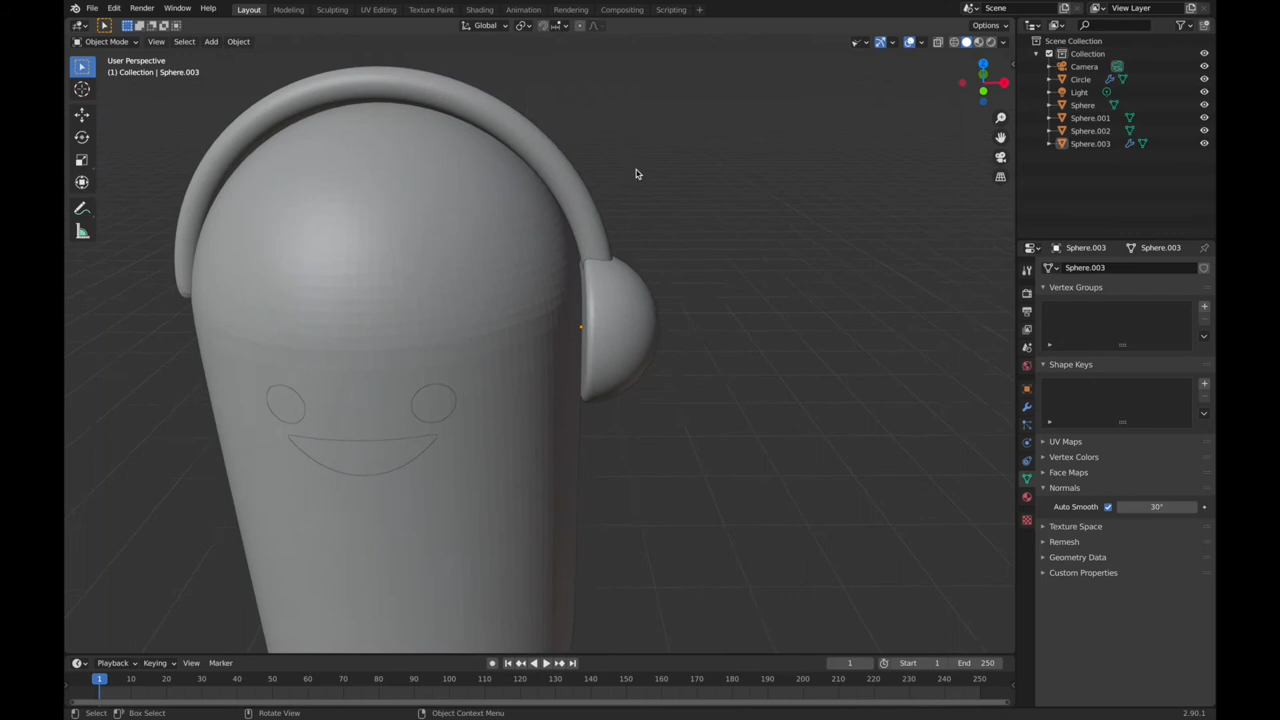 File Edit Render Window Help Layout Modeling Sculpting UV Editing Texture Paint Shading Animation Rendering Compositing Scripting + Scene View Layer
Global Options
Object Mode View Select Add Object
User Perspective
(1) Collection | Sphere.003
Scene Collection
Collection
Camera
Circle
Light
Sphere
Sphere.001
Sphere.002
Sphere.003
Sphere.003 Sphere.003
Sphere.003
Vertex Groups
Shape Keys
UV Maps
Vertex Colors
Face Maps
Normals
Auto Smooth 30°
Texture Space
Remesh
Geometry Data
Custom Properties
Playback Keying View Marker 1 Start 1 End 250
1 10 20 30 40 50 60 70 80 90 100 110 120 130 140 150 160 170 180 190 200 210 220 230 240 250
Select Box Select Rotate View Object Context Menu 2.90.1